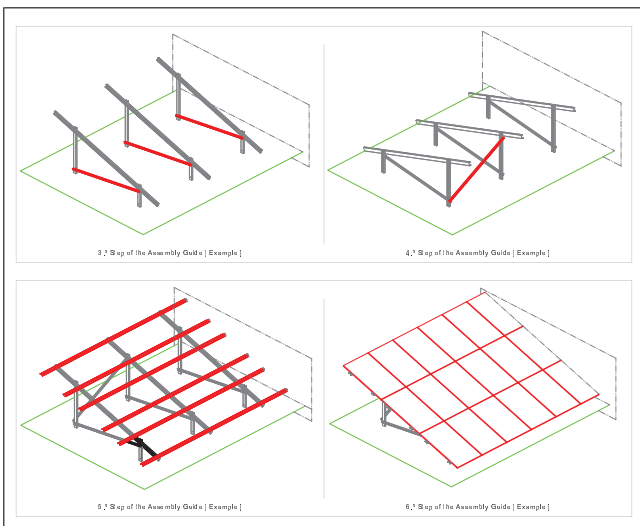 3.º Step of the Assembly Guide [ Example ]
4.º Step of the Assembly Guide [ Example ]
5.º Step of the Assembly Guide [ Example ]
6.º Step of the Assembly Guide [ Example ]